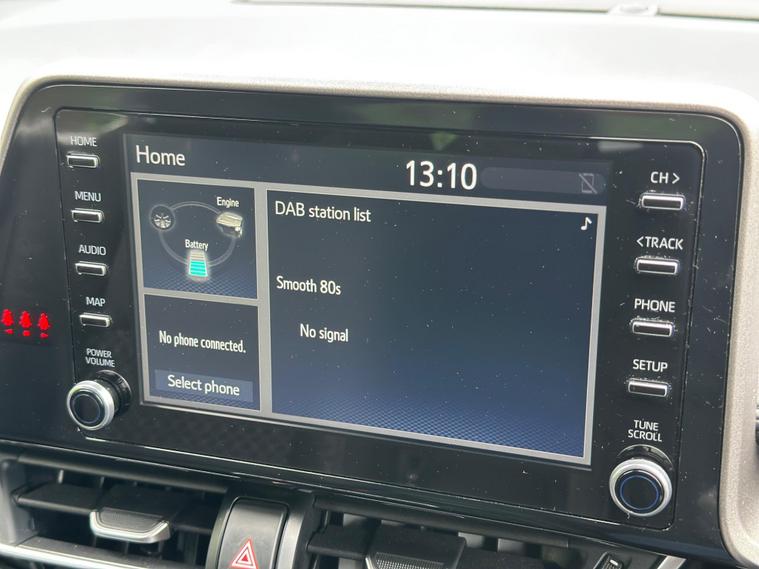 HOME
MENU
AUDIO
MAP
POWER
VOLUME
Home
13:10
Engine
Battery
No phone connected.
Select phone
DAB station list
Smooth 80s
No signal
CH >
< TRACK
PHONE
SETUP
TUNE
SCROLL